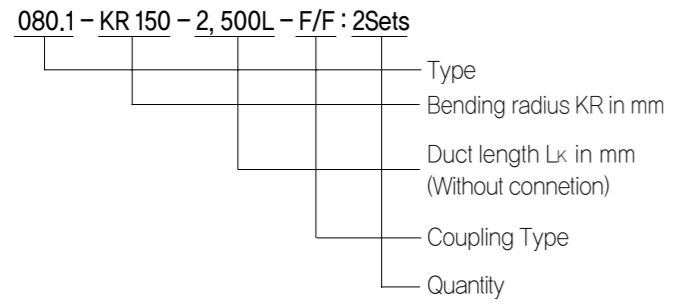 080.1 – KR 150 – 2, 500L – F/F : 2Sets
Type
Bending radius KR in mm
Duct length Lᴋ in mm
(Without connetion)
Coupling Type
Quantity